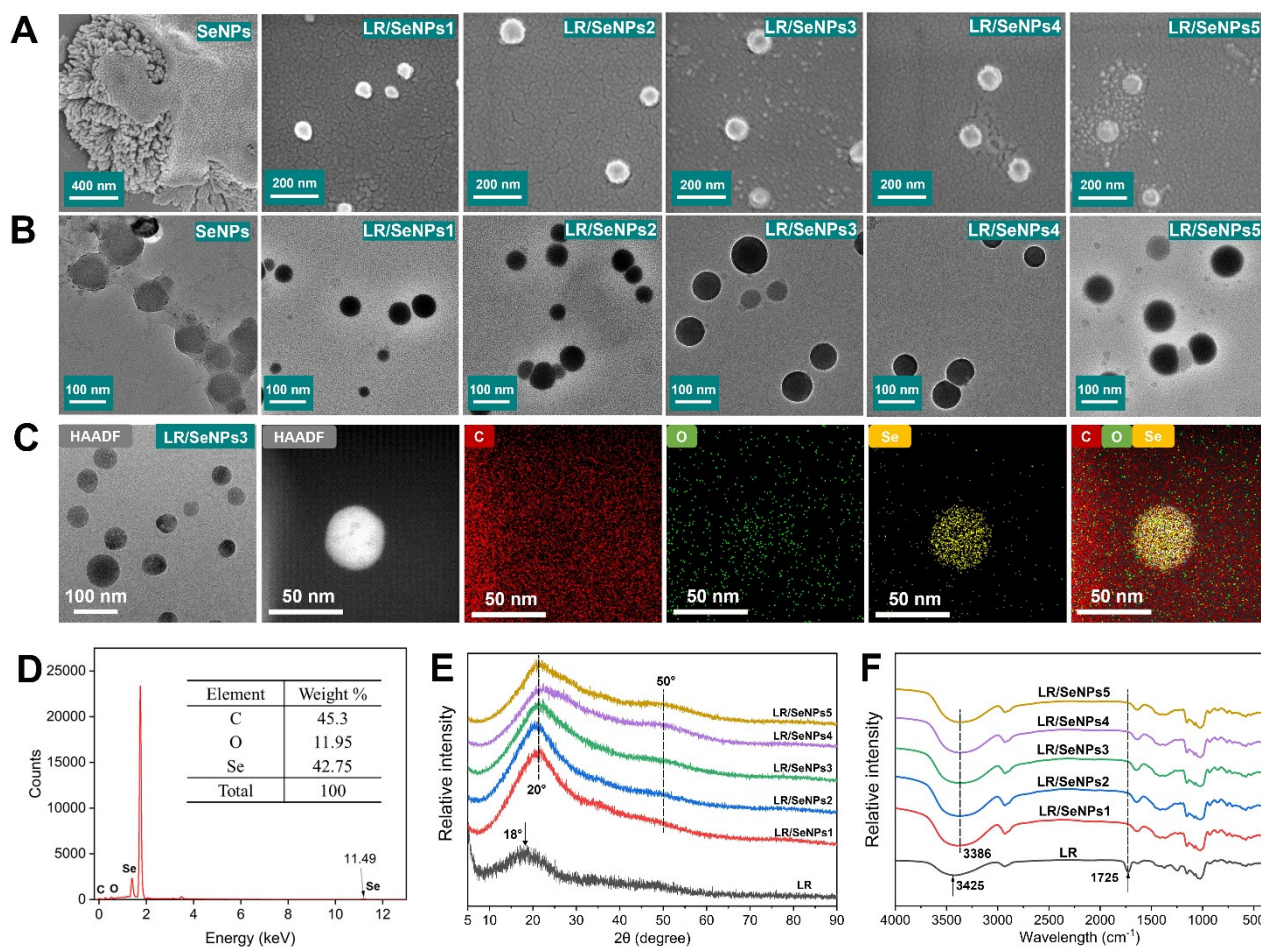 A
SeNPs
LR/SeNPs1
LR/SeNPs2
LR/SeNPs3
LR/SeNPs4
LR/SeNPs5
400 nm
200 nm
200 nm
200 nm
200 nm
200 nm
B
SeNPs
LR/SeNPs1
LR/SeNPs2
LR/SeNPs3
LR/SeNPs4
LR/SeNPs5
100 nm
100 nm
100 nm
100 nm
100 nm
100 nm
C
HAADF
LR/SeNPs3
HAADF
C
O
Se
C
O
Se
100 nm
50 nm
50 nm
50 nm
50 nm
50 nm
D
Counts
25000
20000
15000
10000
5000
0
Element Weight %
C 45.3
O 11.95
Se 42.75
Total 100
C O
Se
11.49
Se
0 2 4 6 8 10 12
Energy (keV)
E
Relative intensity
50°
LR/SeNPs5
LR/SeNPs4
LR/SeNPs3
LR/SeNPs2
LR/SeNPs1
20°
18°
LR
5 10 20 30 40 50 60 70 80 90
2θ (degree)
F
Relative intensity
LR/SeNPs5
LR/SeNPs4
LR/SeNPs3
LR/SeNPs2
LR/SeNPs1
3386
LR
3425
1725
4000 3500 3000 2500 2000 1500 1000 500
Wavelength (cm⁻¹)